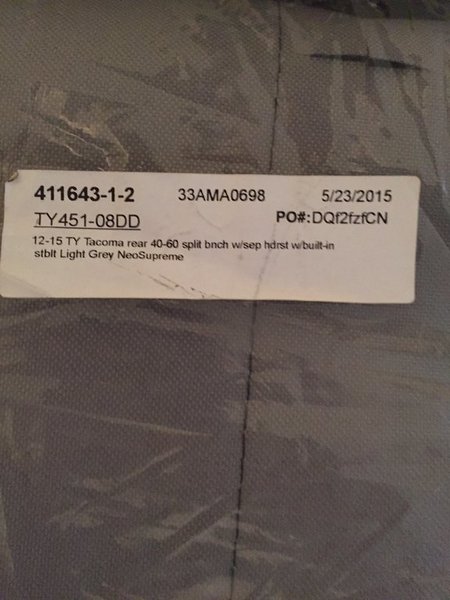 411643-1-2 33AMA0698 5/23/2015
TY451-08DD PO#:DQf2fzfCN
12-15 TY Tacoma rear 40-60 split bnch w/sep hdrst w/built-in
stblt Light Grey NeoSupreme